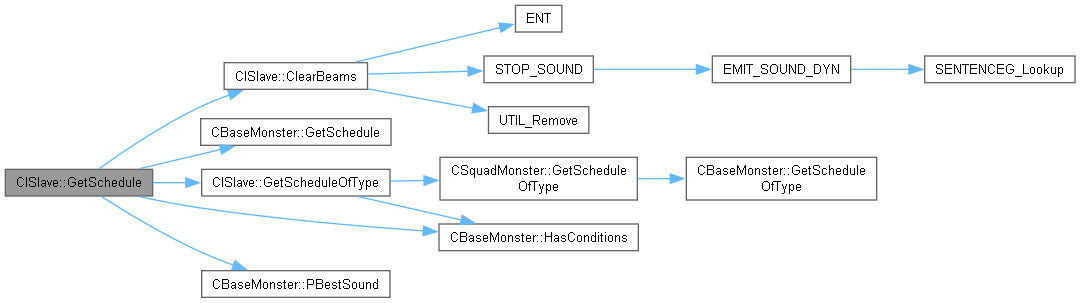 ENT
CISlave::ClearBeams
STOP_SOUND
EMIT_SOUND_DYN
SENTENCEG_Lookup
UTIL_Remove
CBaseMonster::GetSchedule
CISlave::GetSchedule
CISlave::GetScheduleOfType
CSquadMonster::GetSchedule
OfType
CBaseMonster::GetSchedule
OfType
CBaseMonster::HasConditions
CBaseMonster::PBestSound